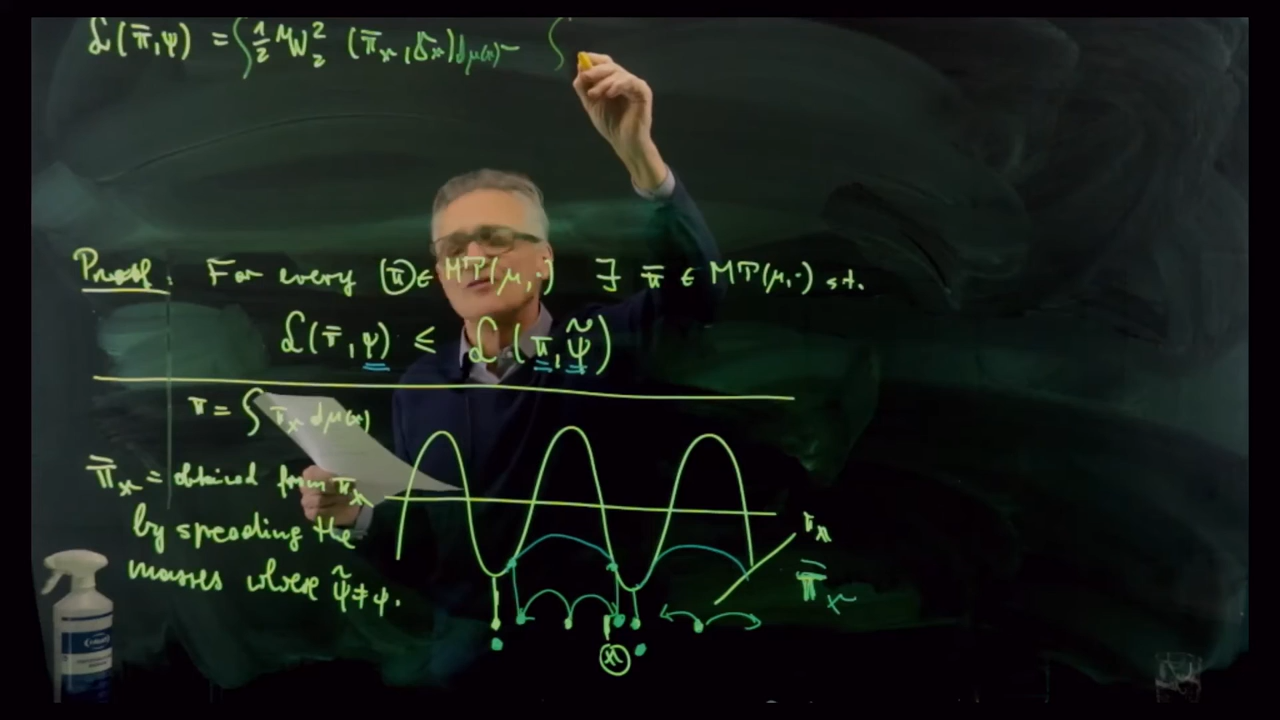 ℒ(π̄,ψ) = ∫ 1/2 W₂² (π̄ₓ, δₓ) dμ(x) - ∫
Proof: For every π ∈ MT(μ,·) ∃ π̄ ∈ MT(μ,·) s.t.
ℒ(π̄,ψ) ≤ ℒ(π,ψ̃)
π = ∫ πₓ dμ(x)
π̄ₓ = obtained from πₓ
by spreading the
masses where ψ̃ ≠ ψ.
πₓ
π̄ₓ
x